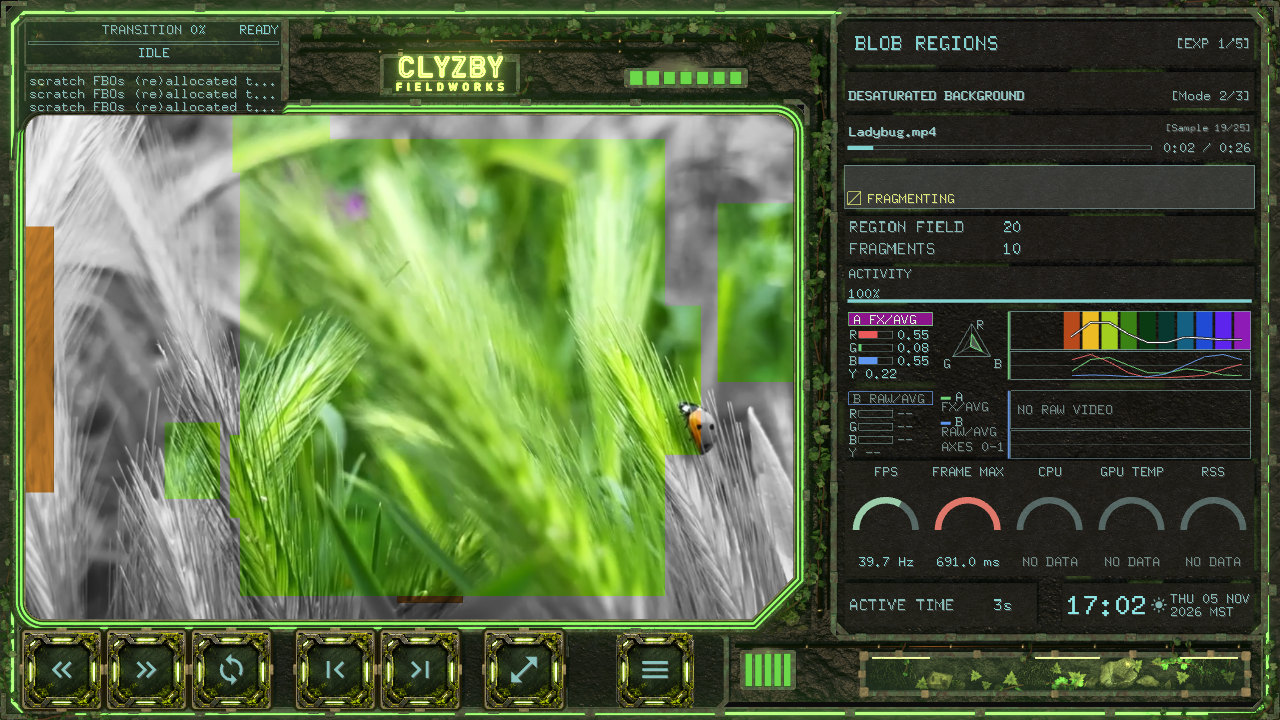 TRANSITION 0% READY
IDLE
scratch FBOs (re)allocated t...
scratch FBOs (re)allocated t...
scratch FBOs (re)allocated t...
CLYZBY
FIELDWORKS
BLOB REGIONS [EXP 1/5]
DESATURATED BACKGROUND [Mode 2/3]
Ladybug.mp4 [Sample 19/25]
0:02 / 0:26
FRAGMENTING
REGION FIELD 20
FRAGMENTS 10
ACTIVITY
100%
A FX/AVG
R 0.55
G 0.08
B 0.55
Y 0.22
R
G B
B RAW/AVG
R --
G --
B --
Y --
A
FX/AVG
B
RAW/AVG
AXES 0-1
NO RAW VIDEO
FPS FRAME MAX CPU GPU TEMP RSS
39.7 Hz 691.0 ms NO DATA NO DATA NO DATA
ACTIVE TIME 3s
17:02 THU 05 NOV
2026 MST